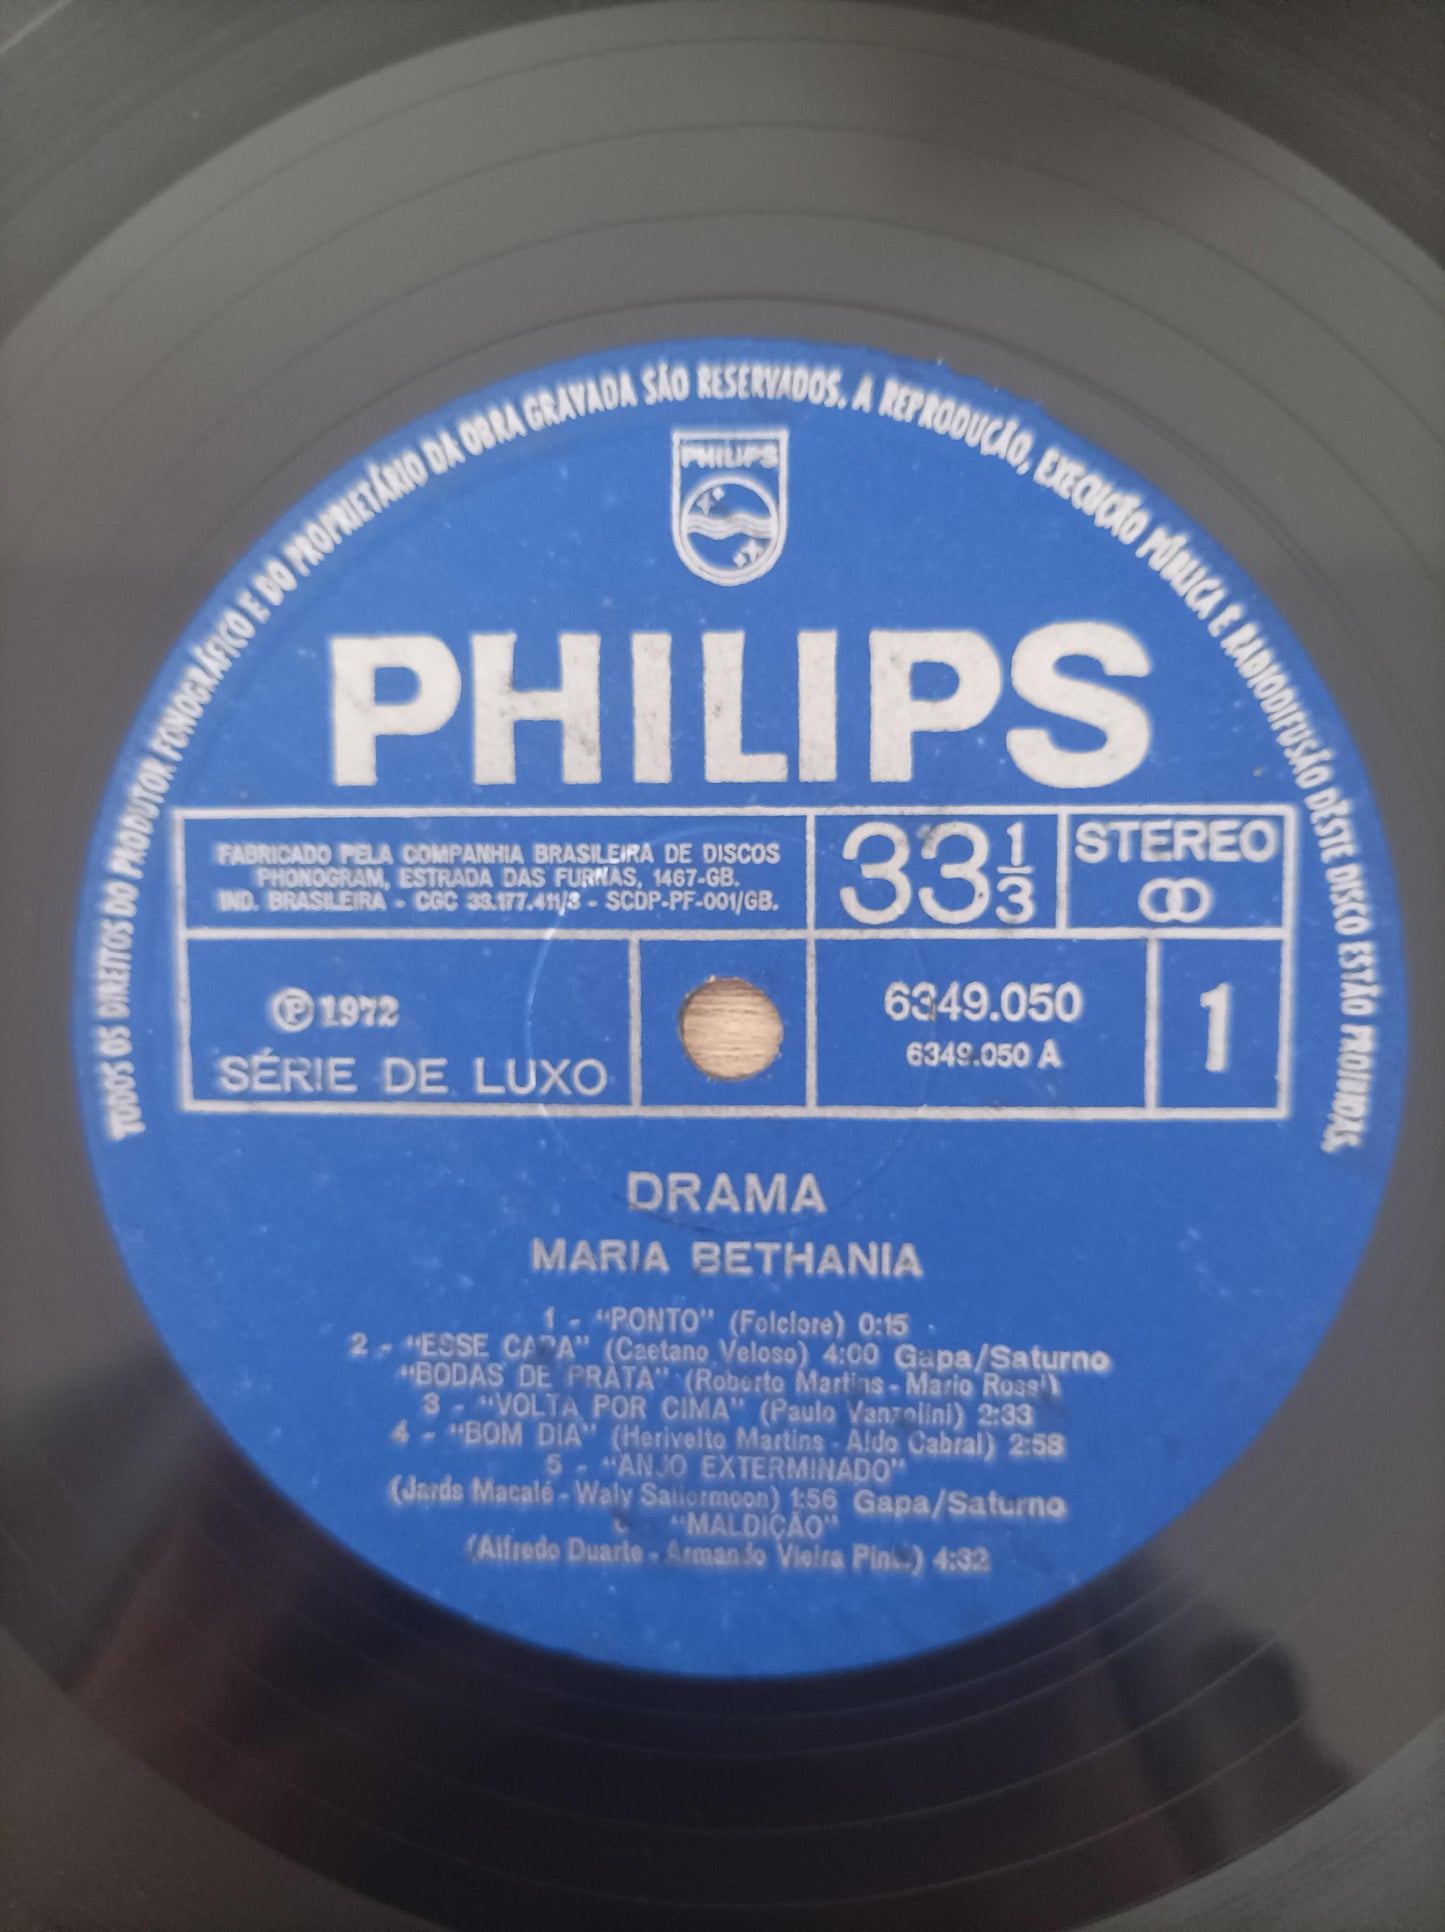 TODOS OS DIREITOS DO PRODUTOR FONOGRÁFICO E DO PROPRIETÁRIO DA OBRA GRAVADA SÃO RESERVADOS. A REPRODUÇÃO, EXECUÇÃO PÚBLICA E RADIODIFUSÃO DÊSTE DISCO ESTÃO PROIBIDAS.
PHILIPS
PHILIPS
FABRICADO PELA COMPANHIA BRASILEIRA DE DISCOS
PHONOGRAM, ESTRADA DAS FURNAS, 1467-GB.
IND. BRASILEIRA - CGC 33.177.411/3 - SCDP-PF-001/GB.
33 1/3
STEREO
℗ 1972
SÉRIE DE LUXO
6349.050
6349.050 A
1
DRAMA
MARIA BETHANIA
1 - "PONTO" (Folclore) 0:15
2 - "ESSE CARA" (Caetano Veloso) 4:00 Gapa/Saturno
"BODAS DE PRATA" (Roberto Martins - Mario Rossi)
3 - "VOLTA POR CIMA" (Paulo Vanzolini) 2:33
4 - "BOM DIA" (Herivelto Martins - Aldo Cabral) 2:58
5 - "ANJO EXTERMINADO"
(Jards Macalé - Waly Sailormoon) 1:56 Gapa/Saturno
"MALDIÇÃO"
(Alfredo Duarte - Armando Vieira Pinto) 4:32